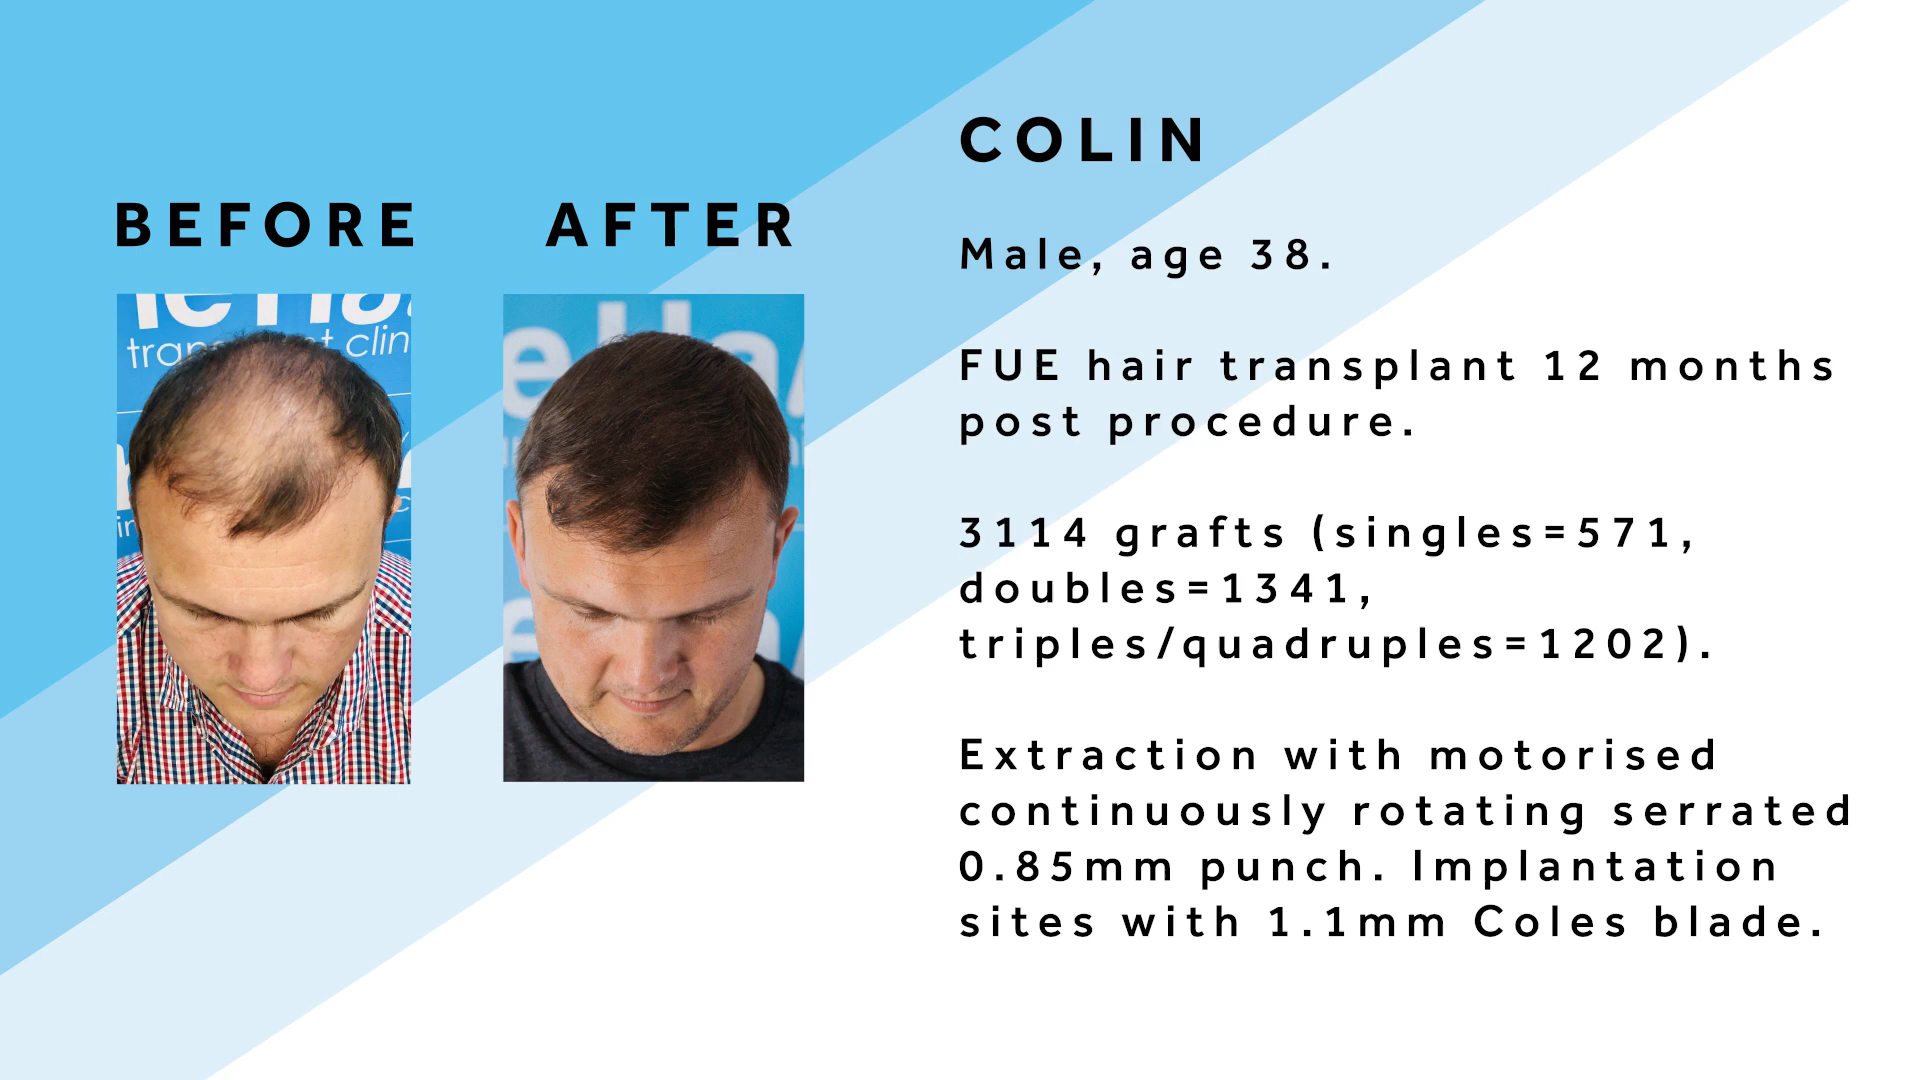 BEFORE
AFTER
trans
t clin
COLIN
Male, age 38.
FUE hair transplant 12 months
post procedure.
3114 grafts (singles=571,
doubles=1341,
triples/quadruples=1202).
Extraction with motorised
continuously rotating serrated
0.85mm punch. Implantation
sites with 1.1mm Coles blade.